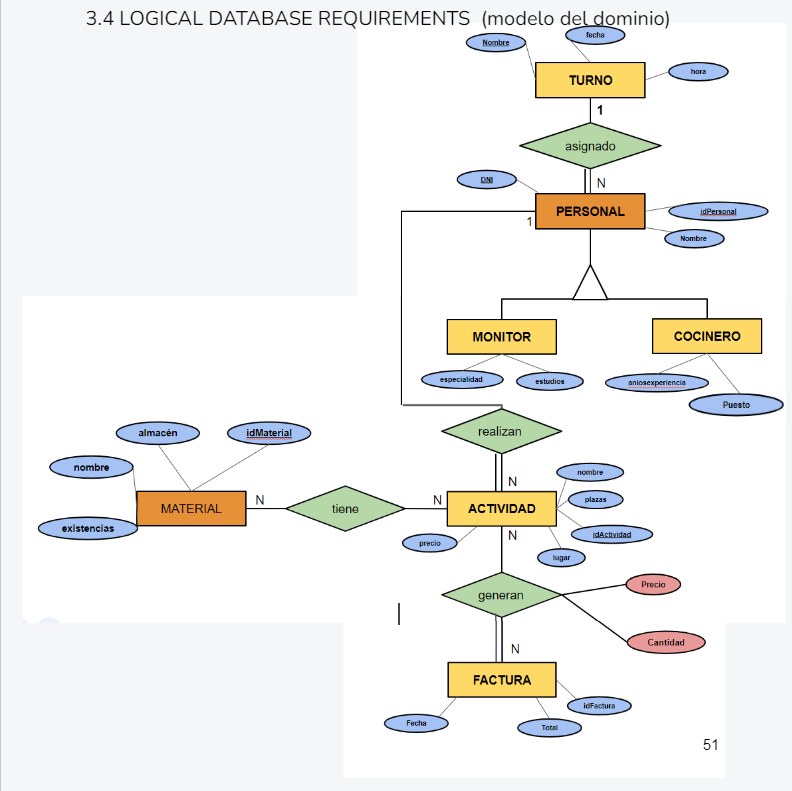 3.4 LOGICAL DATABASE REQUIREMENTS (modelo del dominio)
fecha
Nombre
hora
TURNO
1
asignado
DNI
N
PERSONAL
idPersonal
1
Nombre
MONITOR
COCINERO
especialidad
estudios
aniosexperiencia
Puesto
almacén
idMaterial
realizan
nombre
N
nombre
existencias
MATERIAL
N
tiene
N
ACTIVIDAD
plazas
idActividad
precio
N
lugar
Precio
generan
Cantidad
N
FACTURA
idFactura
Fecha
Total
51